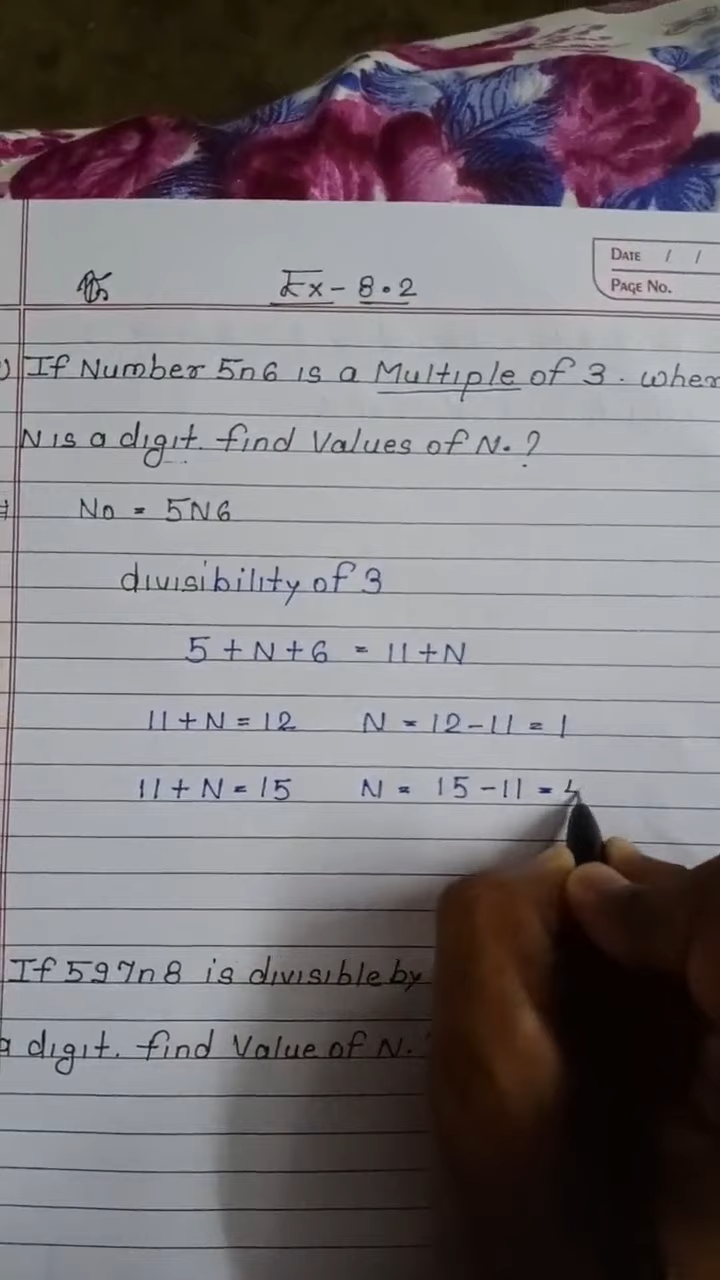 Ex - 8.2
DATE / /
PAGE No.
) If Number 5n6 is a Multiple of 3. wher
N is a digit. find Values of N.?
No = 5N6
divisibility of 3
5 + N + 6 = 11 + N
11 + N = 12 N = 12 - 11 = 1
11 + N = 15 N = 15 - 11 = 4
If 597n8 is divisible by
a digit. find Value of N.